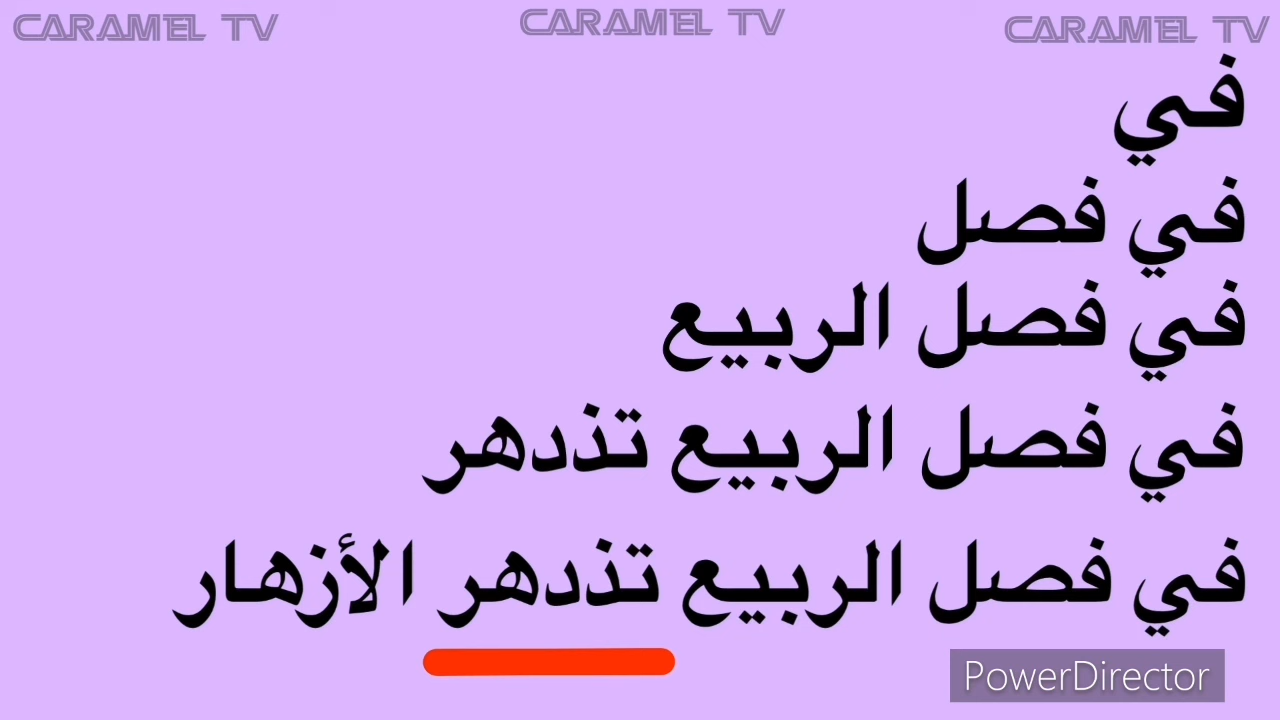 CARAMEL TV CARAMEL TV CARAMEL TV
في
في فصل
في فصل الربيع
في فصل الربيع تذدهر
في فصل الربيع تذدهر الأزهار
PowerDirector